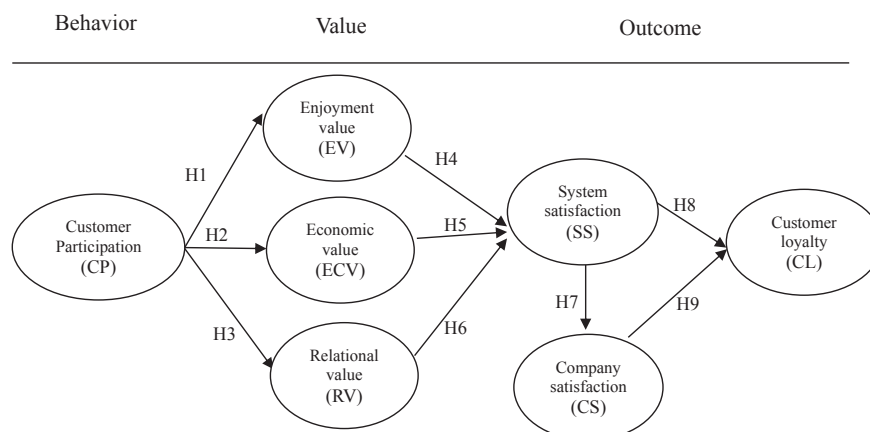 Behavior
Value
Outcome
Enjoyment
value
(EV)
H1
H4
Customer
Participation
(CP)
H2
Economic
value
(ECV)
H5
System
satisfaction
(SS)
H8
Customer
loyalty
(CL)
H3
Relational
value
(RV)
H6
H7
H9
Company
satisfaction
(CS)